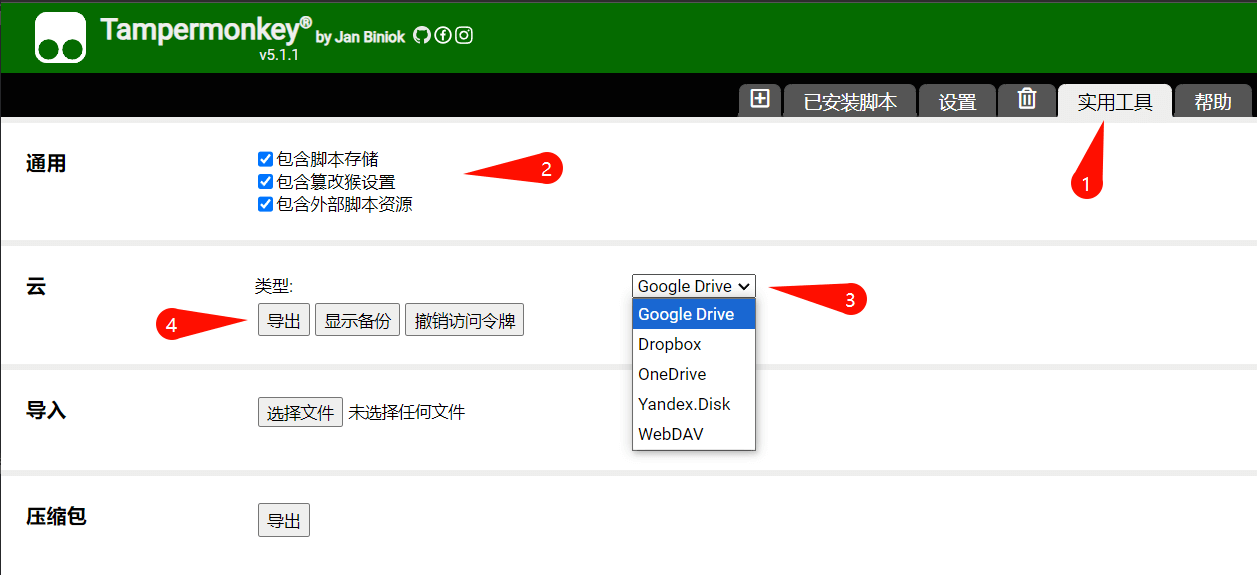 Tampermonkey® by Jan Biniok
v5.1.1
已安装脚本 设置 实用工具 帮助
1
通用
包含脚本存储
包含篡改猴设置
包含外部脚本资源
2
云
类型:
Google Drive
3
Google Drive
Dropbox
OneDrive
Yandex.Disk
WebDAV
4
导出 显示备份 撤销访问令牌
导入
选择文件 未选择任何文件
压缩包
导出